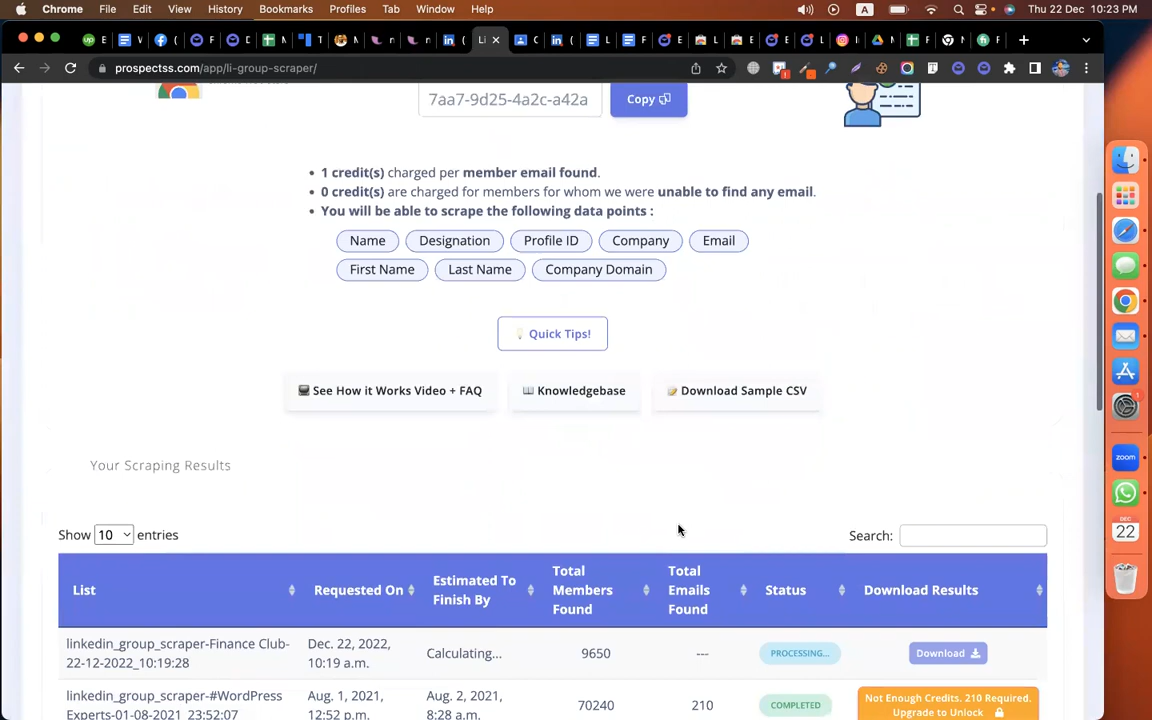 Chrome File Edit View History Bookmarks Profiles Tab Window Help A Thu 22 Dec 10:23 PM
prospectss.com/app/li-group-scraper/
7aa7-9d25-4a2c-a42a Copy
1 credit(s) charged per member email found.
0 credit(s) are charged for members for whom we were unable to find any email.
You will be able to scrape the following data points :
Name Designation Profile ID Company Email
First Name Last Name Company Domain
Quick Tips!
See How it Works Video + FAQ Knowledgebase Download Sample CSV
Your Scraping Results
Show 10 entries Search:
List Requested On Estimated To Finish By Total Members Found Total Emails Found Status Download Results
linkedin_group_scraper-Finance Club- Dec. 22, 2022, Calculating... 9650 --- PROCESSING... Download
22-12-2022_10:19:28 10:19 a.m.
linkedin_group_scraper-#WordPress Aug. 1, 2021, Aug. 2, 2021, 70240 210 COMPLETED Not Enough Credits. 210 Required.
Experts-01-08-2021_23:52:07 12:52 p.m. 8:28 a.m. Upgrade to Unlock
zoom
DEC
22